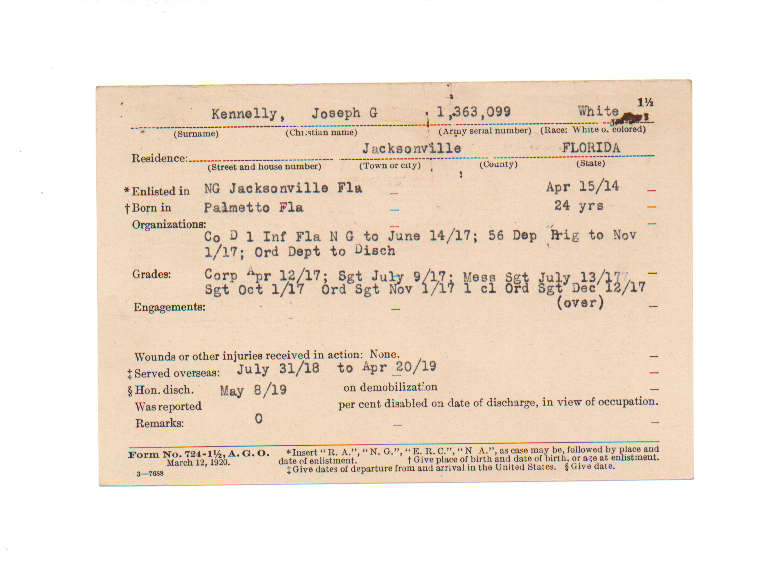 1½
Kennelly, Joseph G 1,363,099 White
(Surname) (Christian name) (Army serial number) (Race: White or colored)
Residence: Jacksonville FLORIDA
(Street and house number) (Town or city) (County) (State)
*Enlisted in NG Jacksonville Fla Apr 15/14
†Born in Palmetto Fla 24 yrs
Organizations:
Co D 1 Inf Fla N G to June 14/17; 56 Dep Brig to Nov
1/17; Ord Dept to Disch
Grades: Corp Apr 12/17; Sgt July 9/17; Mess Sgt July 13/17;
Sgt Oct 1/17 Ord Sgt Nov 1/17 1 cl Ord Sgt Dec 12/17
Engagements: (over)
Wounds or other injuries received in action: None.
‡Served overseas: July 31/18 to Apr 20/19
§Hon. disch. May 8/19 on demobilization
Was reported 0 per cent disabled on date of discharge, in view of occupation.
Remarks:
Form No. 724-1½, A. G. O. *Insert "R. A.", "N. G.", "E. R. C.", "N A.", as case may be, followed by place and
March 12, 1920. date of enlistment. †Give place of birth and date of birth, or age at enlistment.
3—7688 ‡Give dates of departure from and arrival in the United States. §Give date.